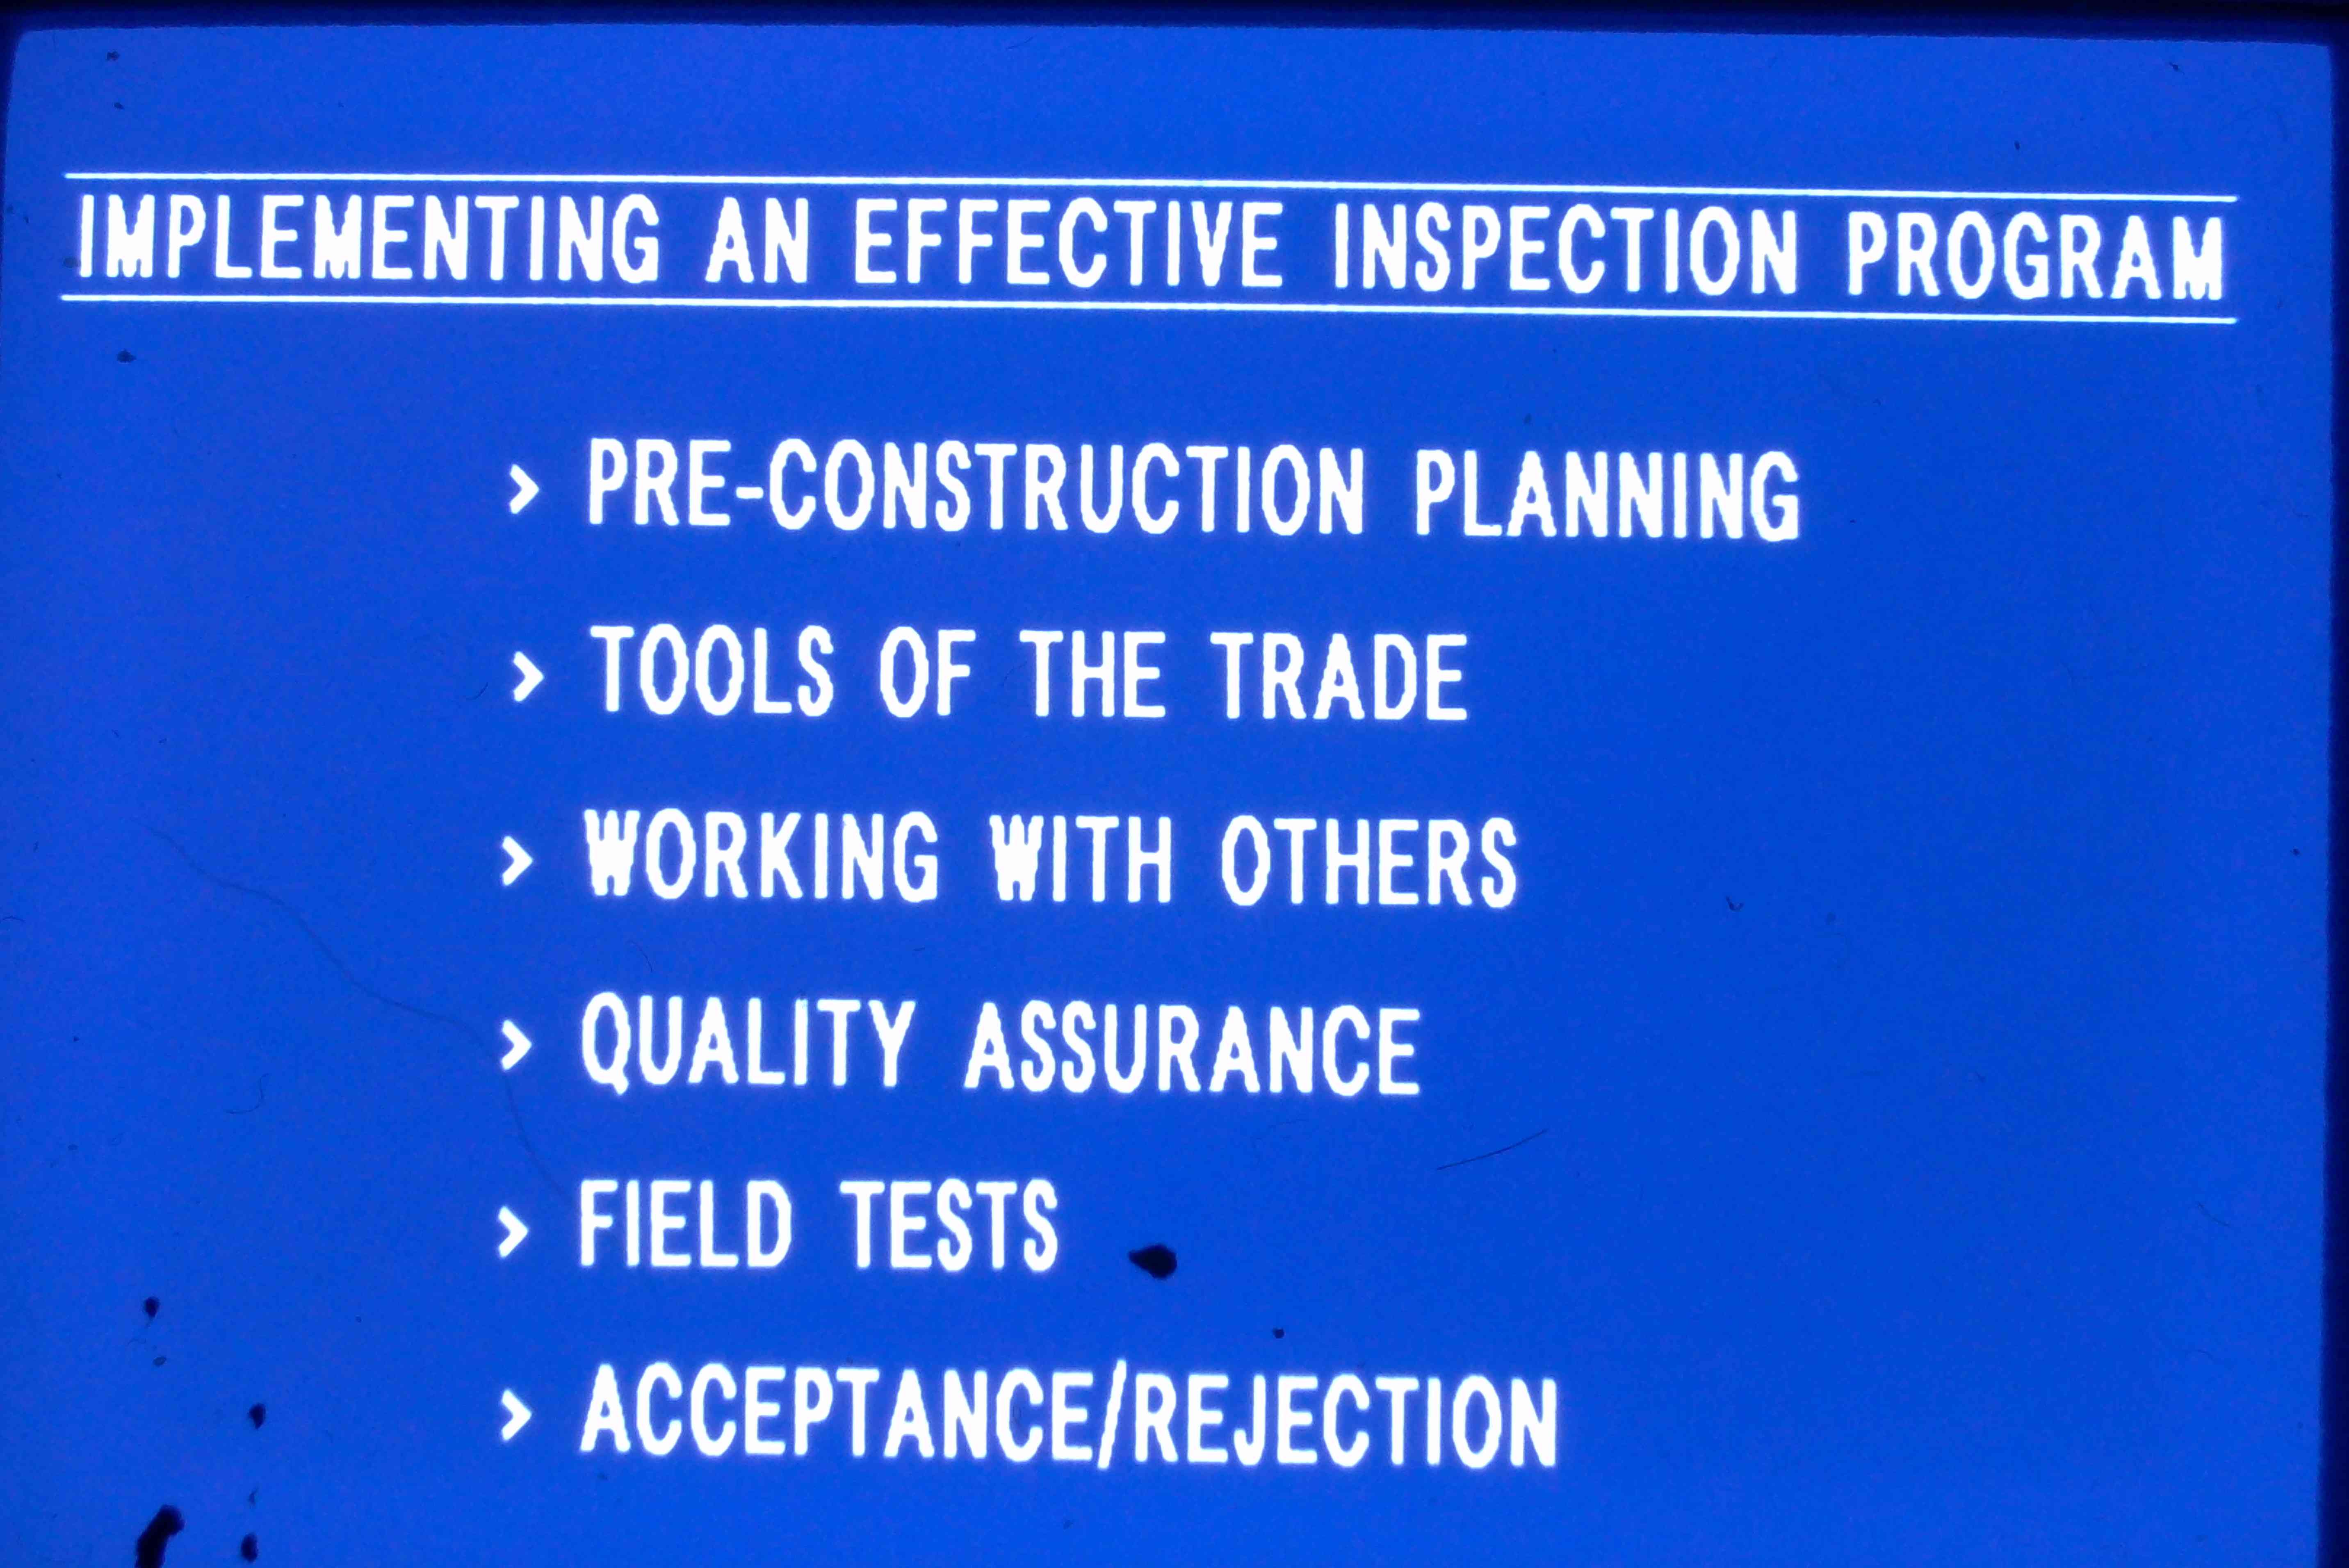 IMPLEMENTING AN EFFECTIVE INSPECTION PROGRAM
> PRE-CONSTRUCTION PLANNING
> TOOLS OF THE TRADE
> WORKING WITH OTHERS
> QUALITY ASSURANCE
> FIELD TESTS
> ACCEPTANCE/REJECTION